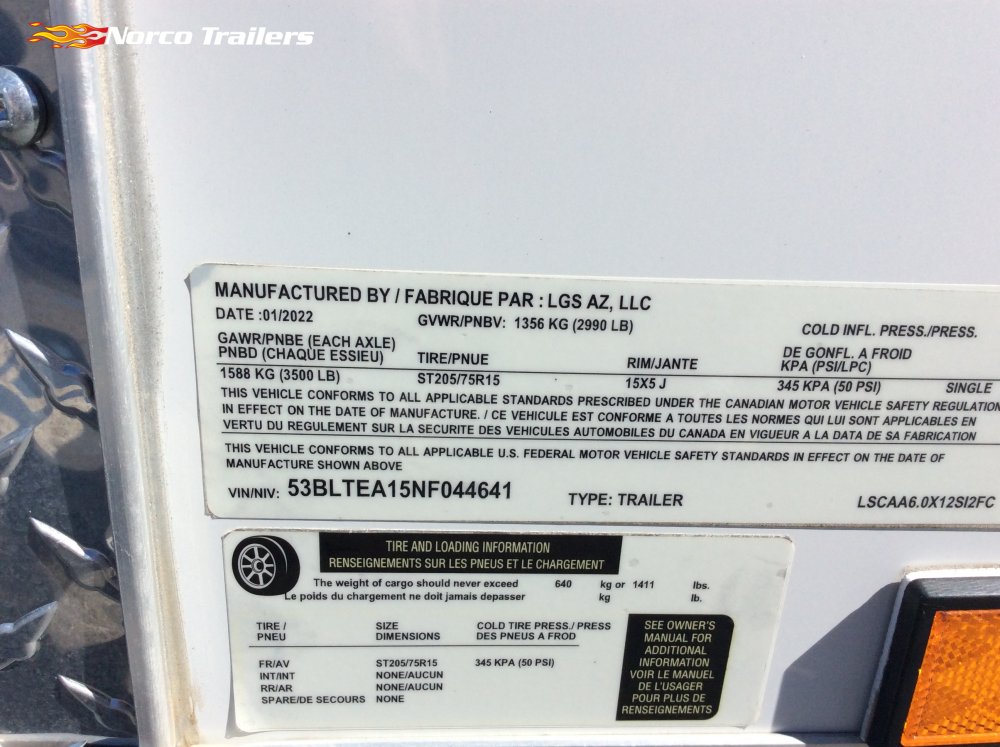 Norco Trailers
MANUFACTURED BY / FABRIQUE PAR : LGS AZ, LLC
DATE :01/2022
GVWR/PNBV: 1356 KG (2990 LB)
COLD INFL. PRESS./PRESS.
GAWR/PNBE (EACH AXLE)
PNBD (CHAQUE ESSIEU)
TIRE/PNUE
RIM/JANTE
DE GONFL. A FROID
KPA (PSI/LPC)
1588 KG (3500 LB)
ST205/75R15
15X5 J
345 KPA (50 PSI)
SINGLE
THIS VEHICLE CONFORMS TO ALL APPLICABLE STANDARDS PRESCRIBED UNDER THE CANADIAN MOTOR VEHICLE SAFETY REGULATION
IN EFFECT ON THE DATE OF MANUFACTURE. / CE VEHICULE EST CONFORME A TOUTES LES NORMES QUI LUI SONT APPLICABLES EN
VERTU DU REGULEMENT SUR LA SECURITE DES VEHICULES AUTOMOBILES DU CANADA EN VIGUEUR A LA DATA DE SA FABRICATION
THIS VEHICLE CONFORMS TO ALL APPLICABLE U.S. FEDERAL MOTOR VEHICLE SAFETY STANDARDS IN EFFECT ON THE DATE OF
MANUFACTURE SHOWN ABOVE
VIN/NIV: 53BLTEA15NF044641
TYPE: TRAILER
LSCAA6.0X12SI2FC
TIRE AND LOADING INFORMATION
RENSEIGNEMENTS SUR LES PNEUS ET LE CHARGEMENT
The weight of cargo should never exceed 640 kg or 1411 lbs.
Le poids du chargement ne doit jamais depasser kg lb.
TIRE / SIZE COLD TIRE PRESS./ PRESS
PNEU DIMENSIONS DES PNEUS A FROD
FR/AV ST205/75R15 345 KPA (50 PSI)
INT/INT NONE/AUCUN
RR/AR NONE/AUCUN
SPARE/DE SECOURS NONE
SEE OWNER'S
MANUAL FOR
ADDITIONAL
INFORMATION
VOIR LE MANUEL
DE L'USAGER
POUR PLUS DE
RENSEIGNEMENTS